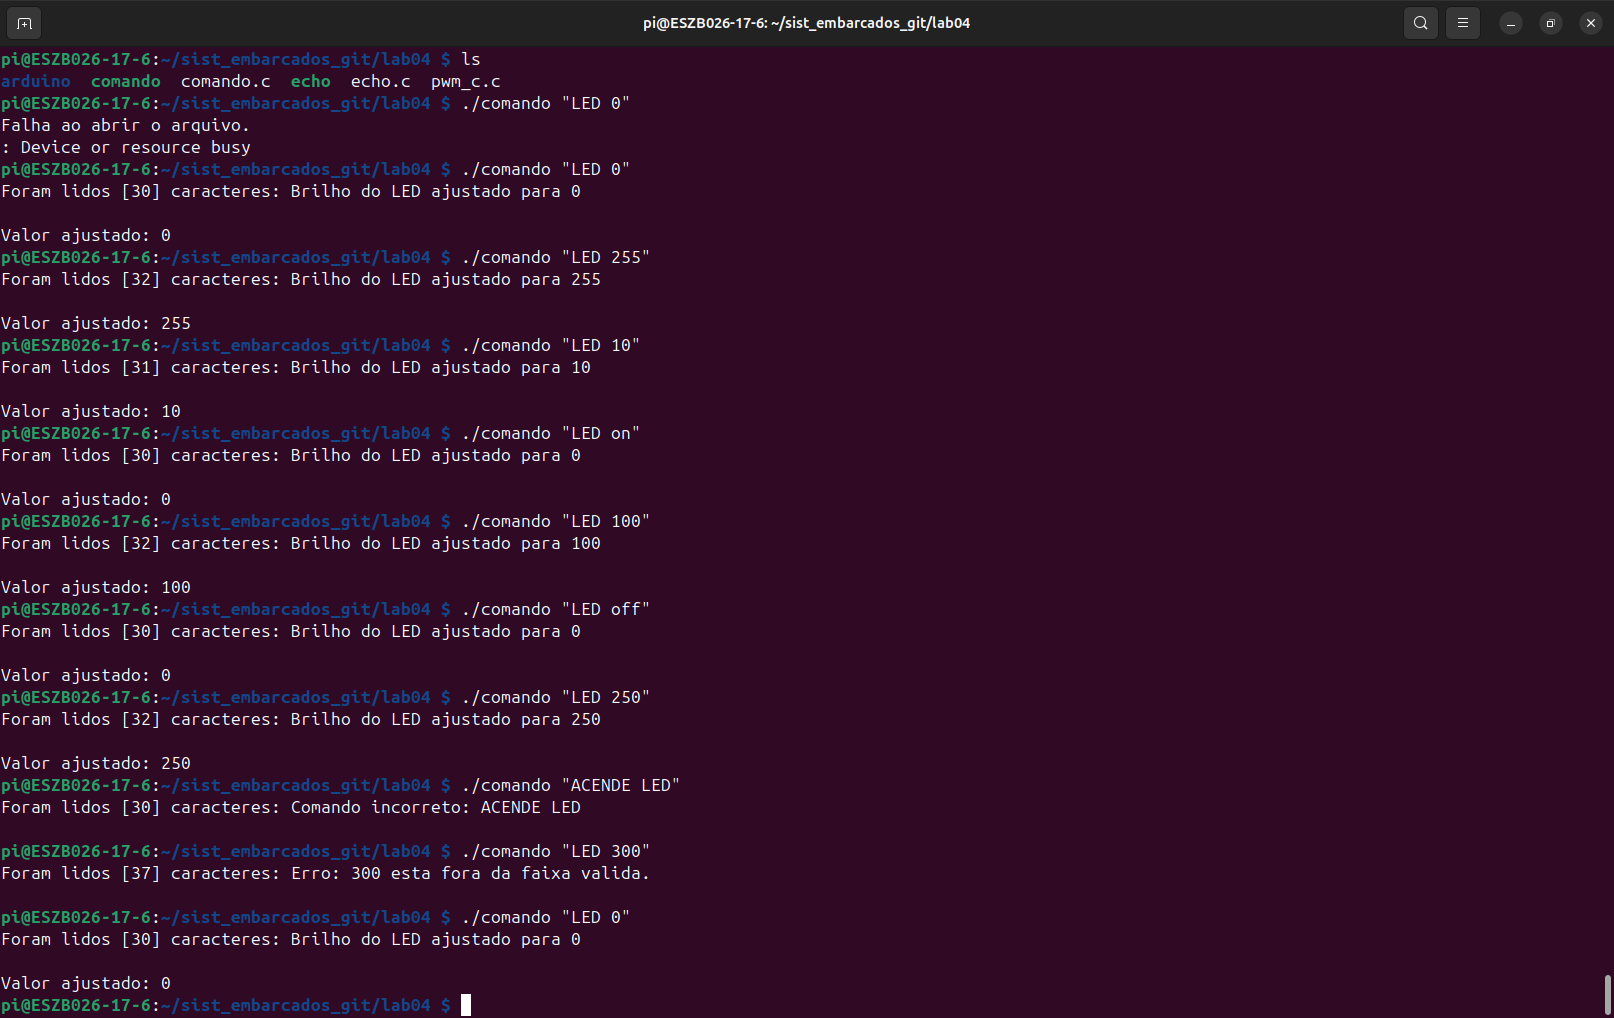 pi@ESZB026-17-6: ~/sist_embarcados_git/lab04
pi@ESZB026-17-6:~/sist_embarcados_git/lab04 $ ls
arduino  comando  comando.c  echo  echo.c  pwm_c.c
pi@ESZB026-17-6:~/sist_embarcados_git/lab04 $ ./comando "LED 0"
Falha ao abrir o arquivo.
: Device or resource busy
pi@ESZB026-17-6:~/sist_embarcados_git/lab04 $ ./comando "LED 0"
Foram lidos [30] caracteres: Brilho do LED ajustado para 0
Valor ajustado: 0
pi@ESZB026-17-6:~/sist_embarcados_git/lab04 $ ./comando "LED 255"
Foram lidos [32] caracteres: Brilho do LED ajustado para 255
Valor ajustado: 255
pi@ESZB026-17-6:~/sist_embarcados_git/lab04 $ ./comando "LED 10"
Foram lidos [31] caracteres: Brilho do LED ajustado para 10
Valor ajustado: 10
pi@ESZB026-17-6:~/sist_embarcados_git/lab04 $ ./comando "LED on"
Foram lidos [30] caracteres: Brilho do LED ajustado para 0
Valor ajustado: 0
pi@ESZB026-17-6:~/sist_embarcados_git/lab04 $ ./comando "LED 100"
Foram lidos [32] caracteres: Brilho do LED ajustado para 100
Valor ajustado: 100
pi@ESZB026-17-6:~/sist_embarcados_git/lab04 $ ./comando "LED off"
Foram lidos [30] caracteres: Brilho do LED ajustado para 0
Valor ajustado: 0
pi@ESZB026-17-6:~/sist_embarcados_git/lab04 $ ./comando "LED 250"
Foram lidos [32] caracteres: Brilho do LED ajustado para 250
Valor ajustado: 250
pi@ESZB026-17-6:~/sist_embarcados_git/lab04 $ ./comando "ACENDE LED"
Foram lidos [30] caracteres: Comando incorreto: ACENDE LED
pi@ESZB026-17-6:~/sist_embarcados_git/lab04 $ ./comando "LED 300"
Foram lidos [37] caracteres: Erro: 300 esta fora da faixa valida.
pi@ESZB026-17-6:~/sist_embarcados_git/lab04 $ ./comando "LED 0"
Foram lidos [30] caracteres: Brilho do LED ajustado para 0
Valor ajustado: 0
pi@ESZB026-17-6:~/sist_embarcados_git/lab04 $